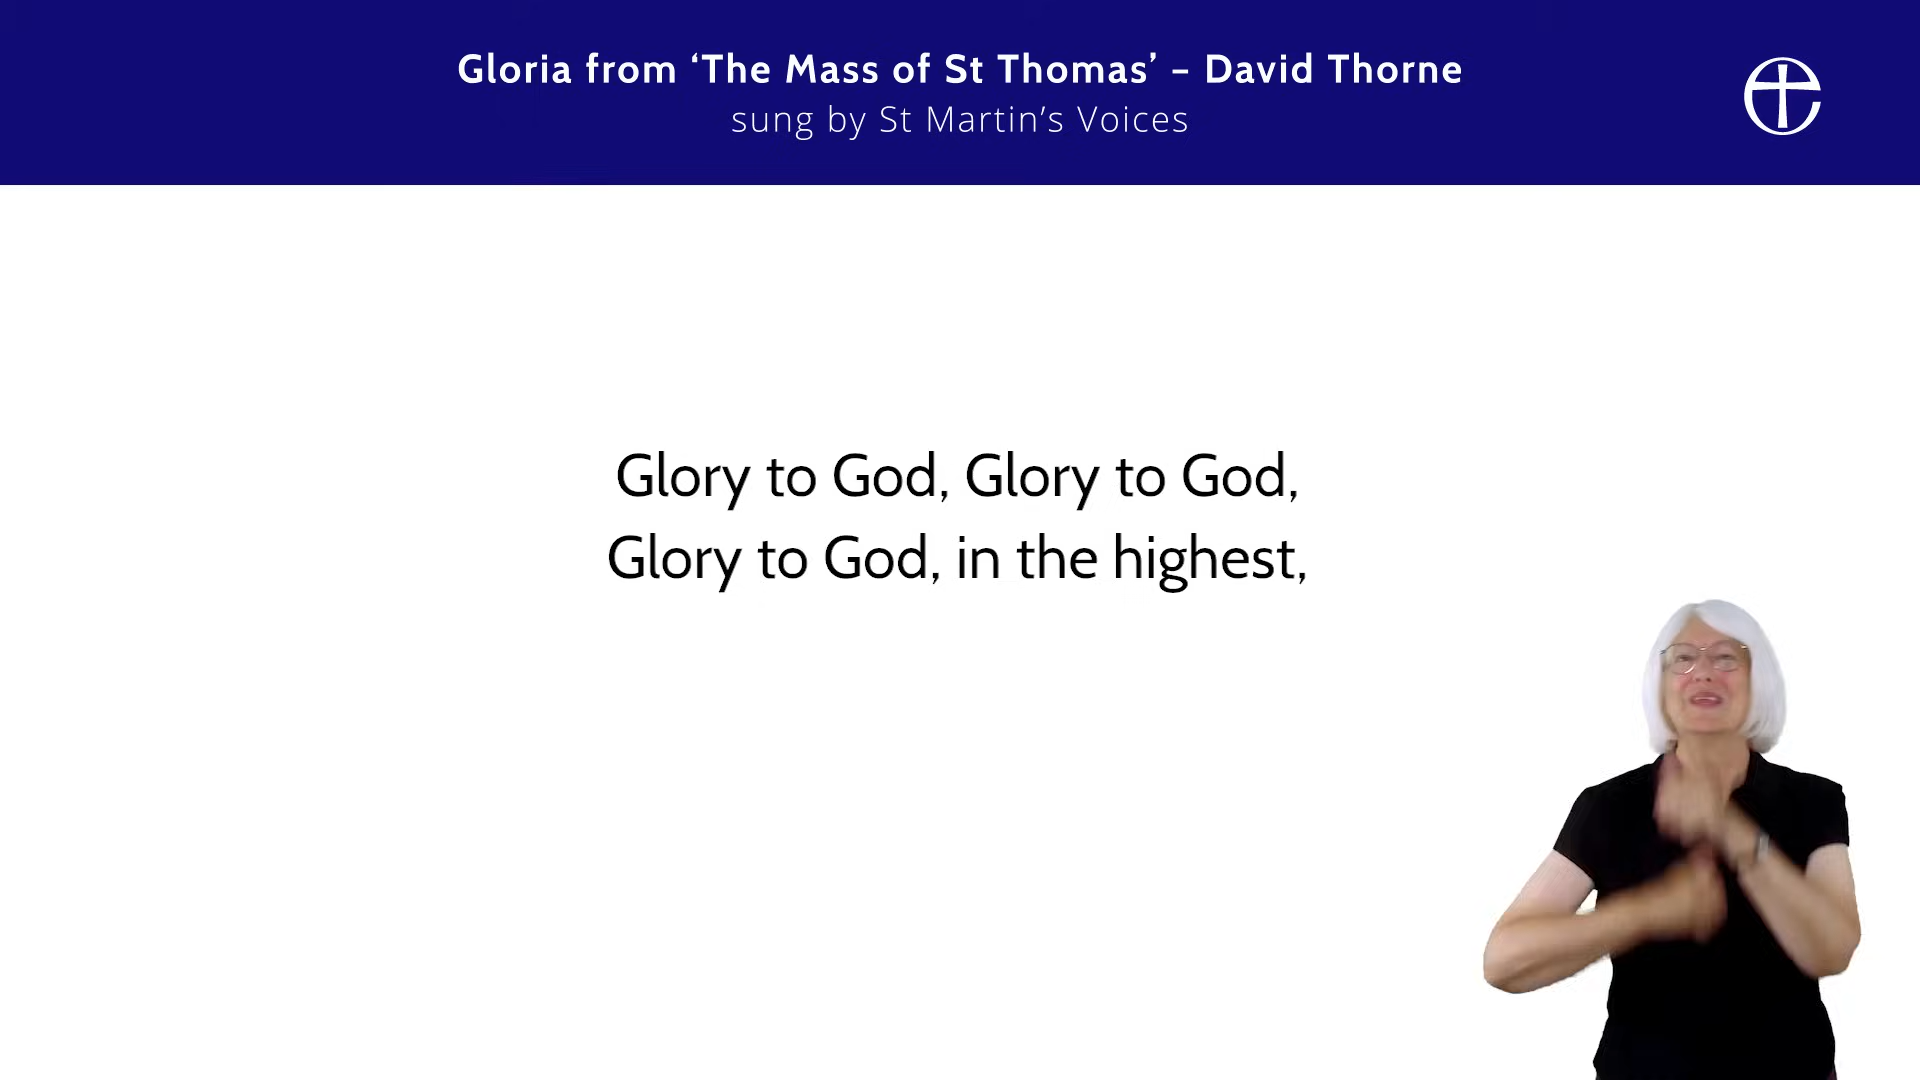 Gloria from ‘The Mass of St Thomas’ – David Thorne
sung by St Martin’s Voices
Glory to God, Glory to God,
Glory to God, in the highest,